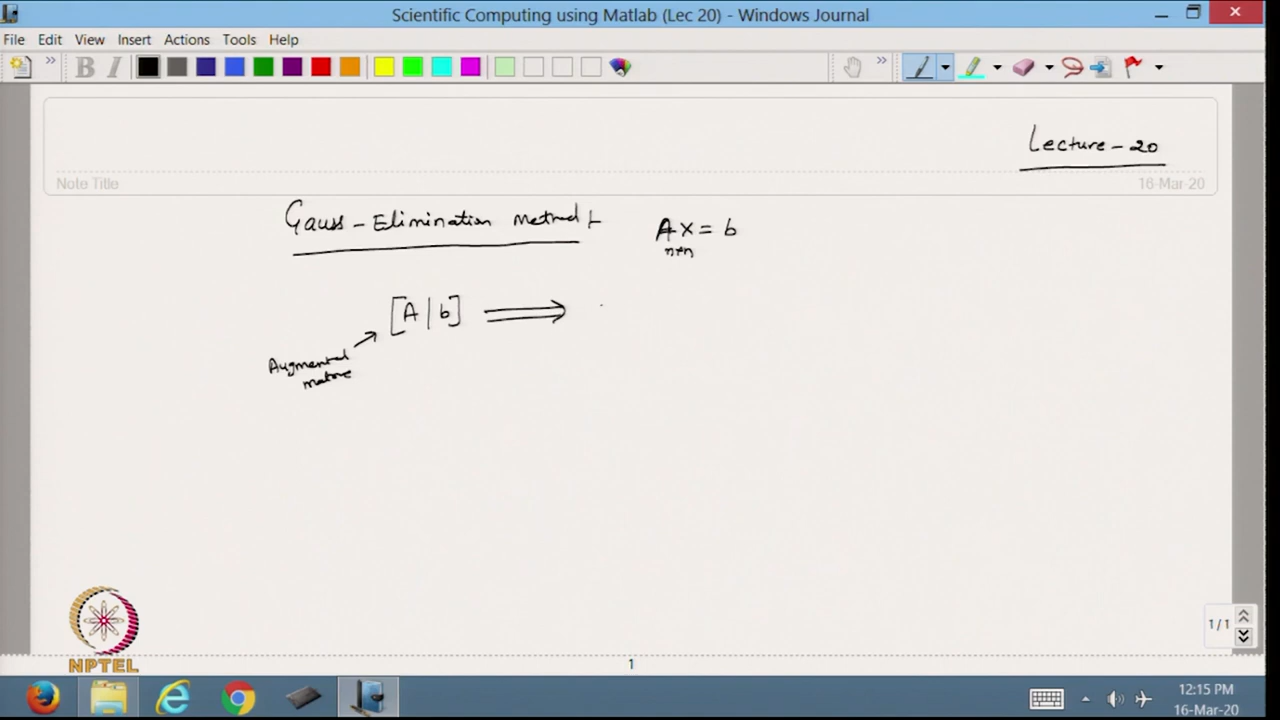 Scientific Computing using Matlab (Lec 20) - Windows Journal
File Edit View Insert Actions Tools Help
Lecture - 20
Note Title
16-Mar-20
Gauss - Elimination Method :-
Ax = b
n×n
[A | b] ⟹
Augmented
matrix
1/1
NPTEL
1
12:15 PM
16-Mar-20